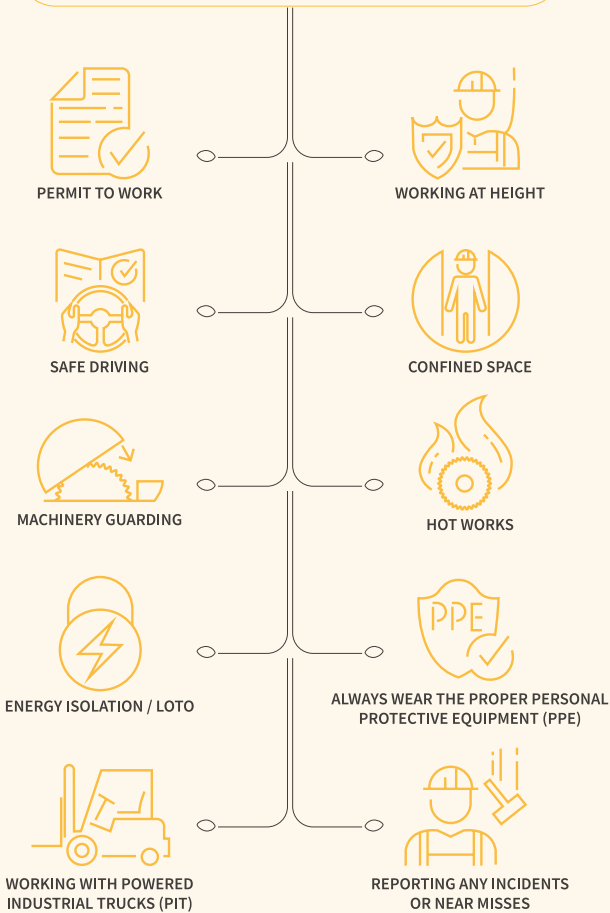 PERMIT TO WORK
WORKING AT HEIGHT
SAFE DRIVING
CONFINED SPACE
MACHINERY GUARDING
HOT WORKS
ENERGY ISOLATION / LOTO
PPE
ALWAYS WEAR THE PROPER PERSONAL
PROTECTIVE EQUIPMENT (PPE)
WORKING WITH POWERED
INDUSTRIAL TRUCKS (PIT)
REPORTING ANY INCIDENTS
OR NEAR MISSES